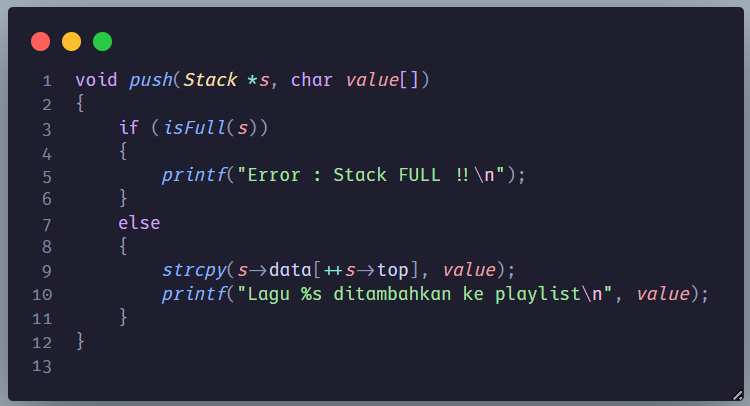 1 void push(Stack *s, char value[])
2 {
3     if (isFull(s))
4     {
5         printf("Error : Stack FULL !!\n");
6     }
7     else
8     {
9         strcpy(s->data[++s->top], value);
10         printf("Lagu %s ditambahkan ke playlist\n", value);
11     }
12 }
13